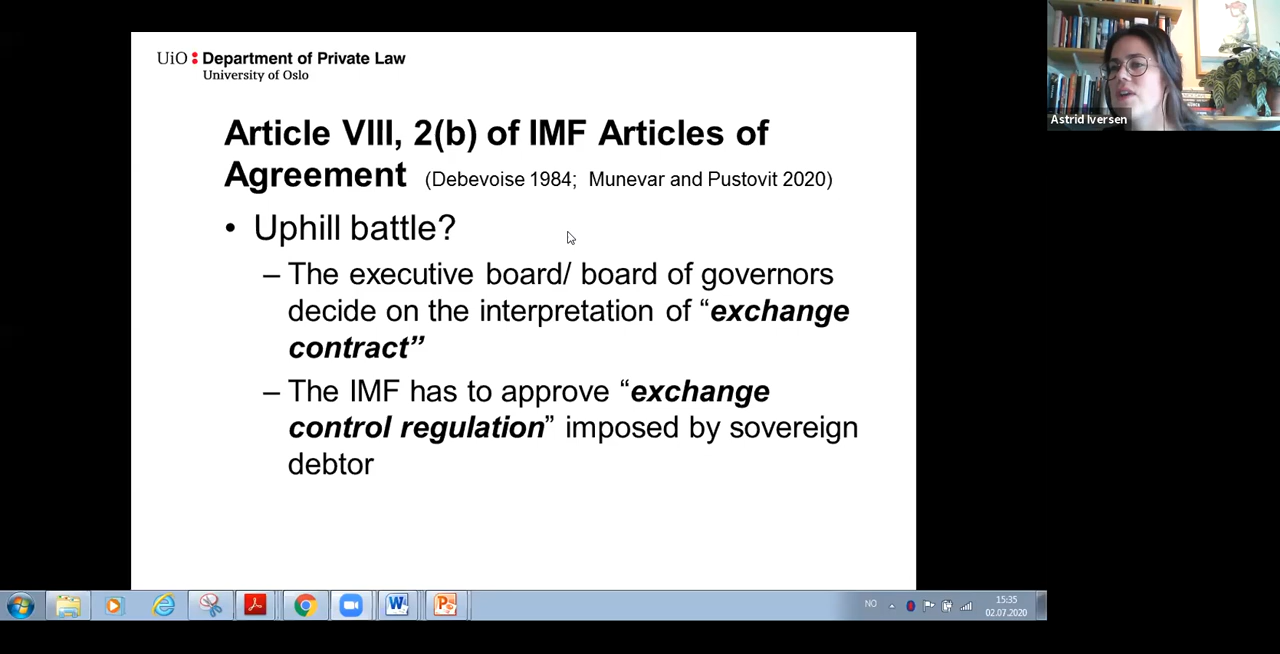 UiO : Department of Private Law
University of Oslo
Article VIII, 2(b) of IMF Articles of
Agreement (Debevoise 1984; Munevar and Pustovit 2020)
• Uphill battle?
– The executive board/ board of governors
decide on the interpretation of “exchange
contract”
– The IMF has to approve “exchange
control regulation” imposed by sovereign
debtor
Astrid Iversen
NO
15:35
02.07.2020